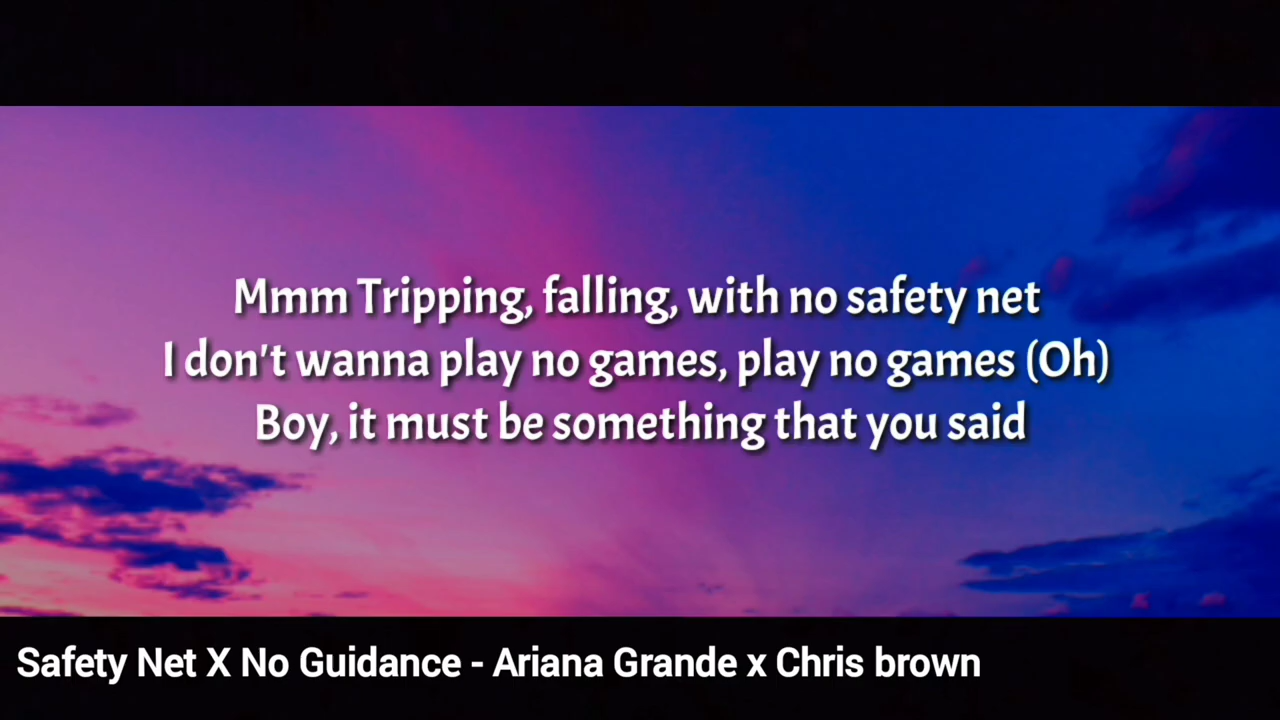 Mmm Tripping, falling, with no safety net
I don't wanna play no games, play no games (Oh)
Boy, it must be something that you said
Safety Net X No Guidance - Ariana Grande x Chris brown